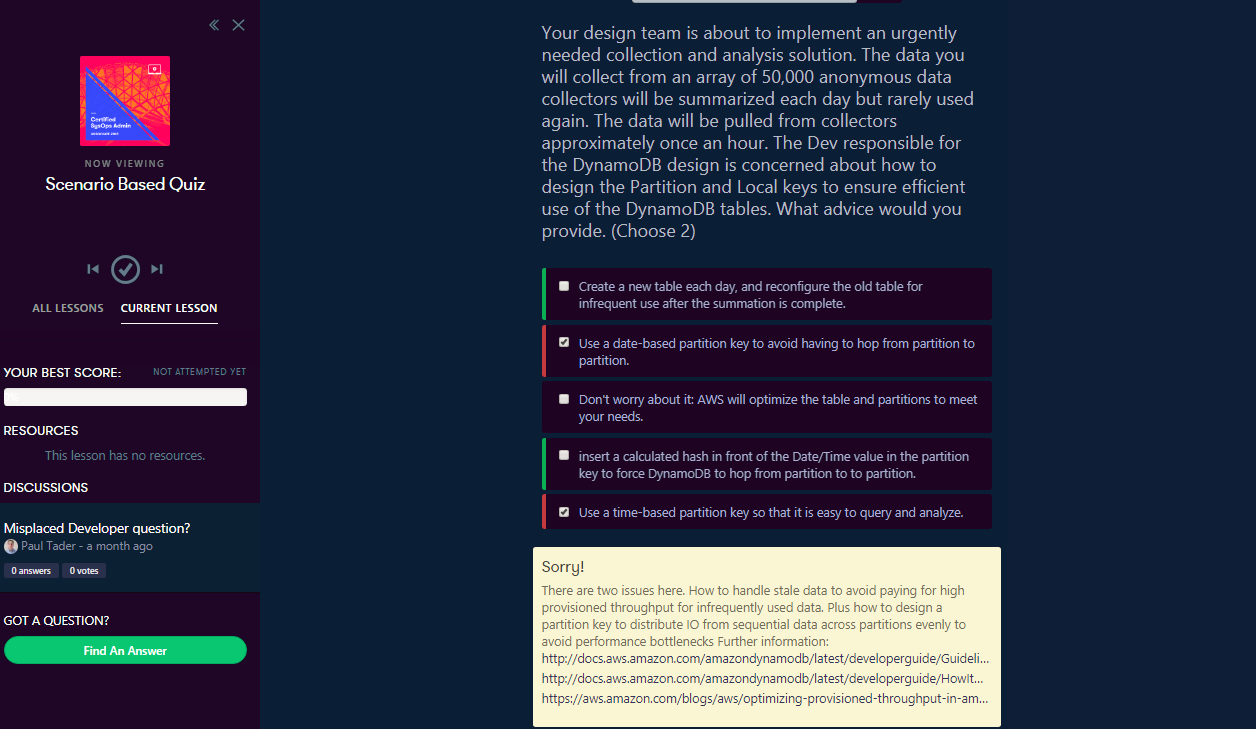 Certified
SysOps Admin
ASSOCIATE 2017
NOW VIEWING
Scenario Based Quiz
ALL LESSONS CURRENT LESSON
YOUR BEST SCORE: NOT ATTEMPTED YET
RESOURCES
This lesson has no resources.
DISCUSSIONS
Misplaced Developer question?
Paul Tader - a month ago
0 answers 0 votes
GOT A QUESTION?
Find An Answer
Your design team is about to implement an urgently
needed collection and analysis solution. The data you
will collect from an array of 50,000 anonymous data
collectors will be summarized each day but rarely used
again. The data will be pulled from collectors
approximately once an hour. The Dev responsible for
the DynamoDB design is concerned about how to
design the Partition and Local keys to ensure efficient
use of the DynamoDB tables. What advice would you
provide. (Choose 2)
Create a new table each day, and reconfigure the old table for
infrequent use after the summation is complete.
Use a date-based partition key to avoid having to hop from partition to
partition.
Don't worry about it: AWS will optimize the table and partitions to meet
your needs.
insert a calculated hash in front of the Date/Time value in the partition
key to force DynamoDB to hop from partition to to partition.
Use a time-based partition key so that it is easy to query and analyze.
Sorry!
There are two issues here. How to handle stale data to avoid paying for high
provisioned throughput for infrequently used data. Plus how to design a
partition key to distribute IO from sequential data across partitions evenly to
avoid performance bottlenecks Further information:
http://docs.aws.amazon.com/amazondynamodb/latest/developerguide/Guideli...
http://docs.aws.amazon.com/amazondynamodb/latest/developerguide/HowIt...
https://aws.amazon.com/blogs/aws/optimizing-provisioned-throughput-in-am...